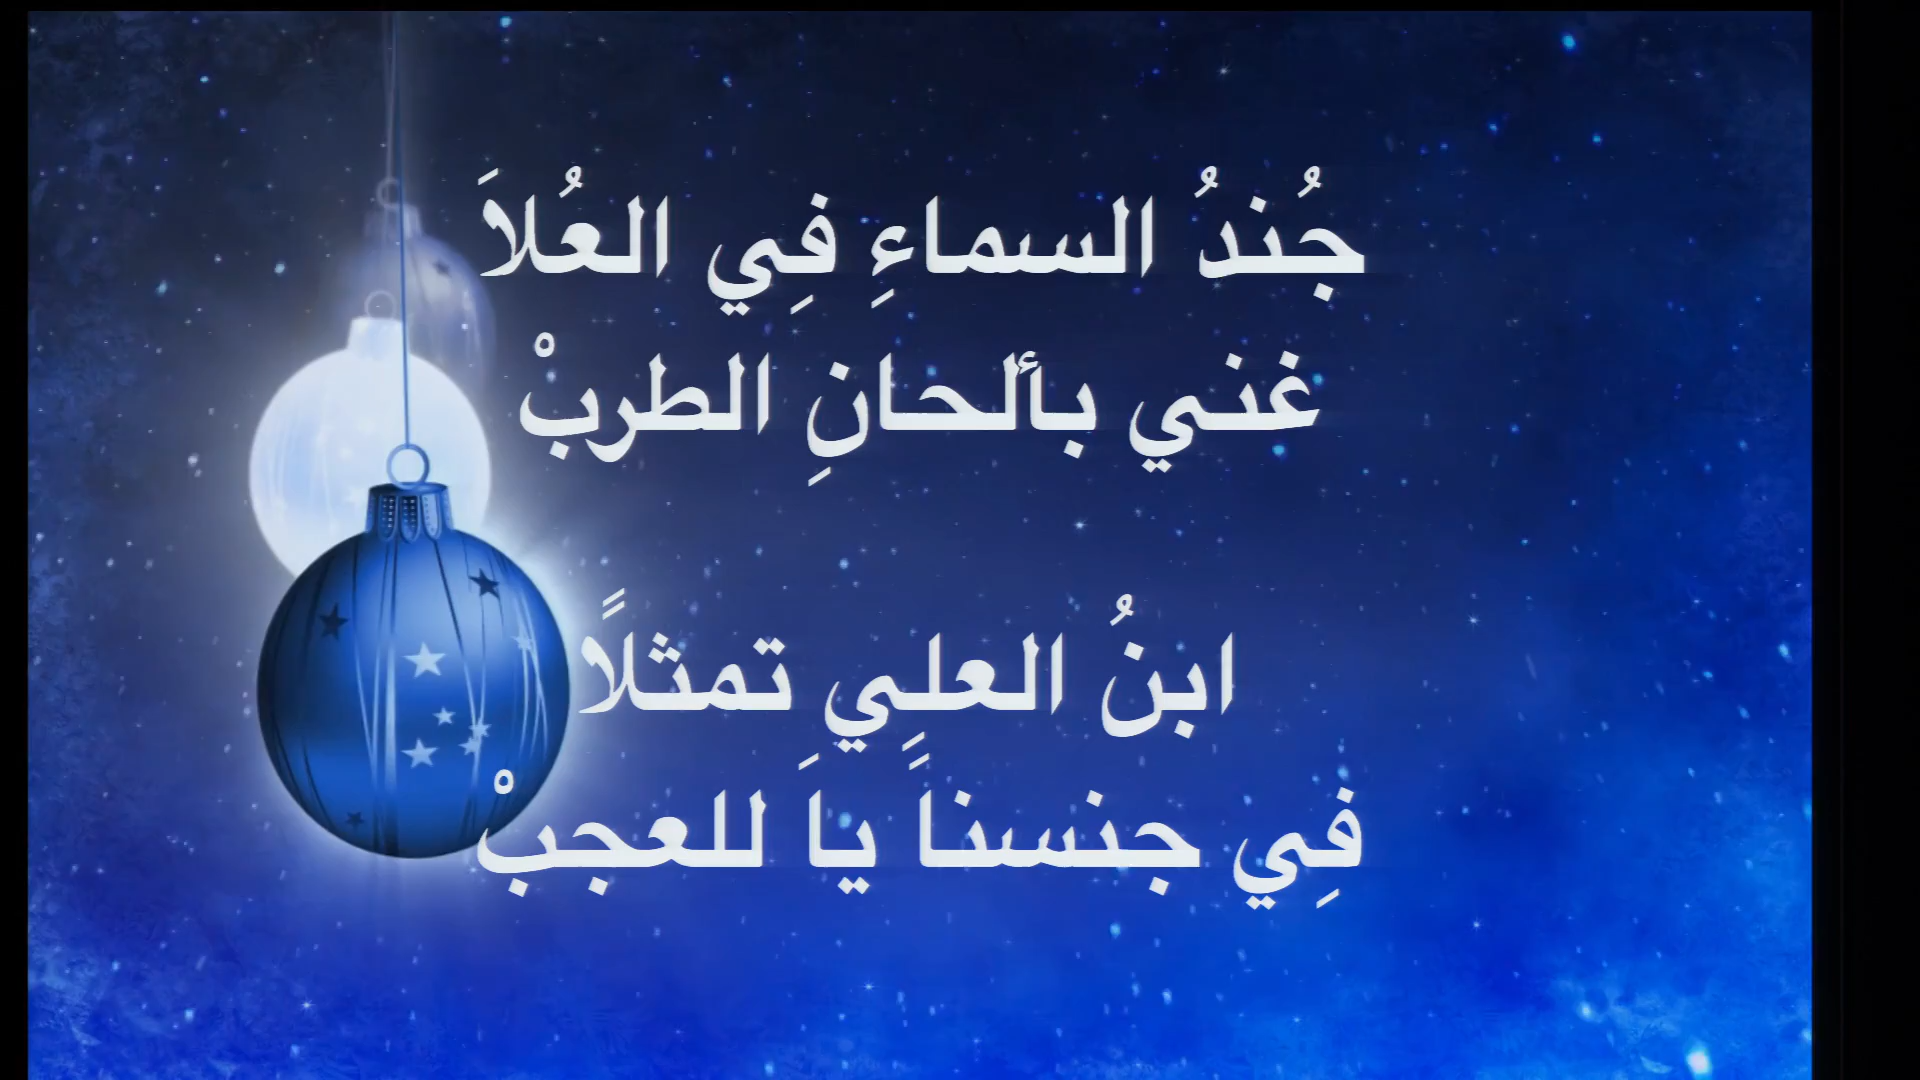 جُندُ السماءِ فِي العُلاَ
غني بألحانِ الطربْ
ابنُ العلِيِ تمثلاً
فِي جنسناً ياَ للعجبْ